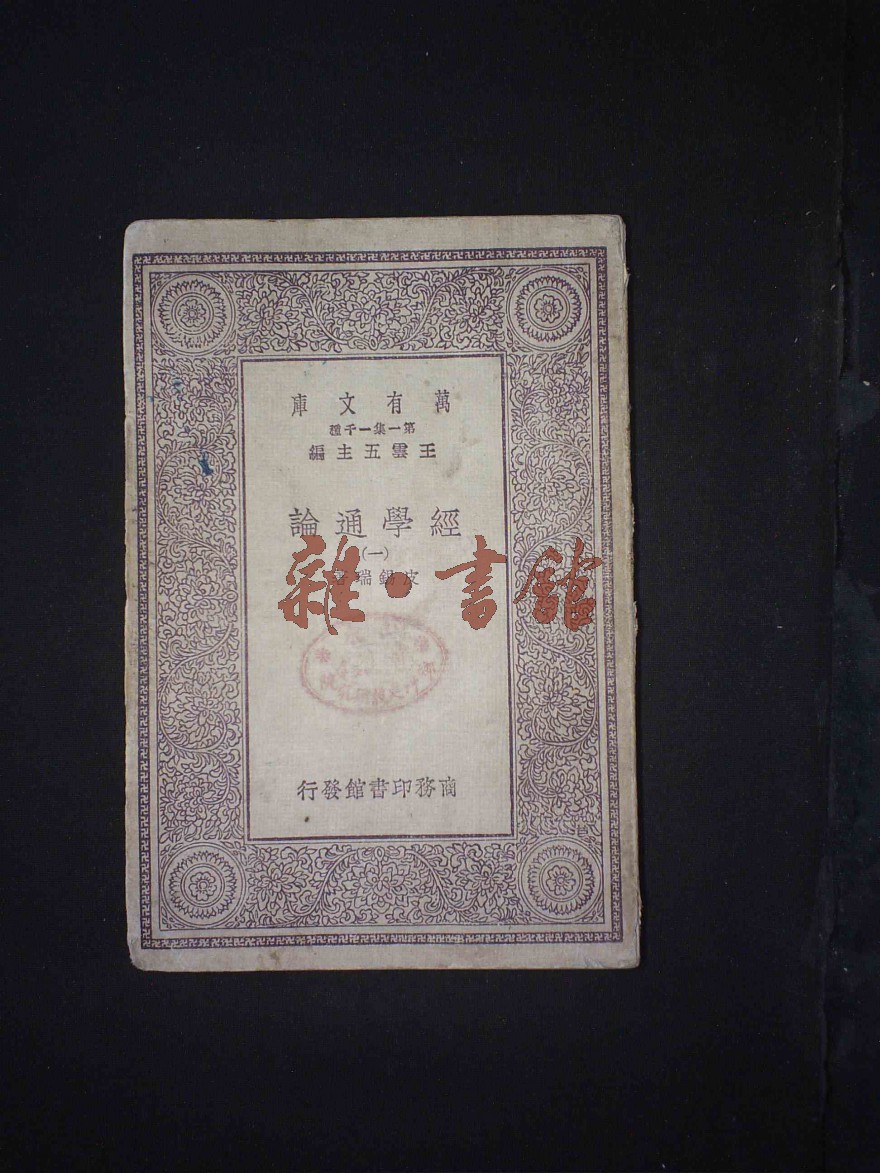 萬有文庫
第一集一千種
王雲五主編
經學通論
(一)
皮錫瑞著
雜·書館
商務印書館發行